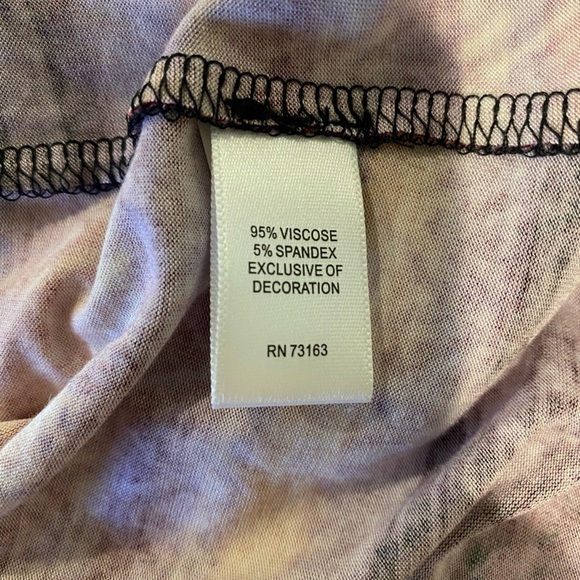 95% VISCOSE
5% SPANDEX
EXCLUSIVE OF
DECORATION
RN 73163